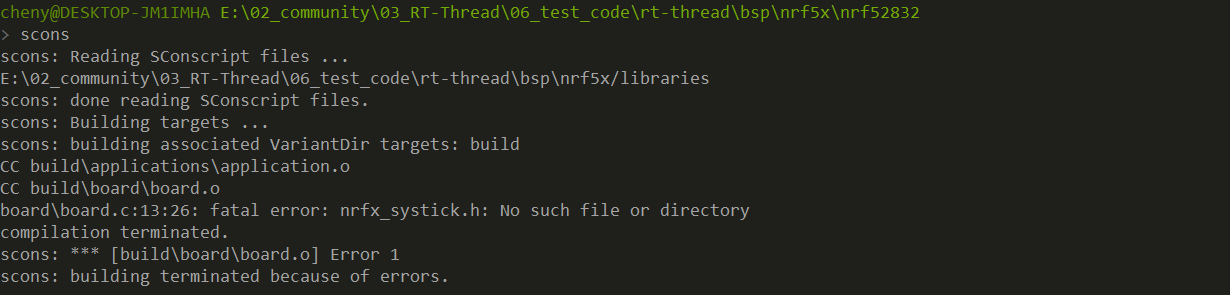 cheny@DESKTOP-JM1IMHA E:\02_community\03_RT-Thread\06_test_code\rt-thread\bsp\nrf5x\nrf52832
> scons
scons: Reading SConscript files ...
E:\02_community\03_RT-Thread\06_test_code\rt-thread\bsp\nrf5x/libraries
scons: done reading SConscript files.
scons: Building targets ...
scons: building associated VariantDir targets: build
CC build\applications\application.o
CC build\board\board.o
board\board.c:13:26: fatal error: nrfx_systick.h: No such file or directory
compilation terminated.
scons: *** [build\board\board.o] Error 1
scons: building terminated because of errors.